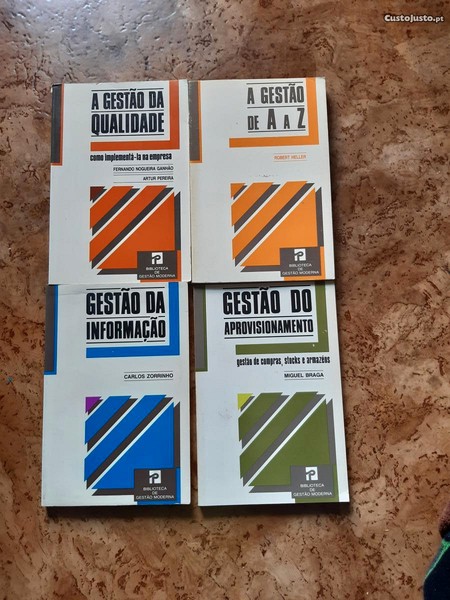 CustoJusto.pt
A GESTÃO DA
QUALIDADE
como implementá-la na empresa
FERNANDO NOGUEIRA GANHÃO
ARTUR PEREIRA
BIBLIOTECA
DE
GESTÃO MODERNA
A GESTÃO
DE A A Z
ROBERT HELLER
BIBLIOTECA
DE
GESTÃO MODERNA
GESTÃO DA
INFORMAÇÃO
CARLOS ZORRINHO
BIBLIOTECA
DE
GESTÃO MODERNA
GESTÃO DO
APROVISIONAMENTO
gestão de compras, stocks e armazéns
MIGUEL BRAGA
BIBLIOTECA
DE
GESTÃO MODERNA